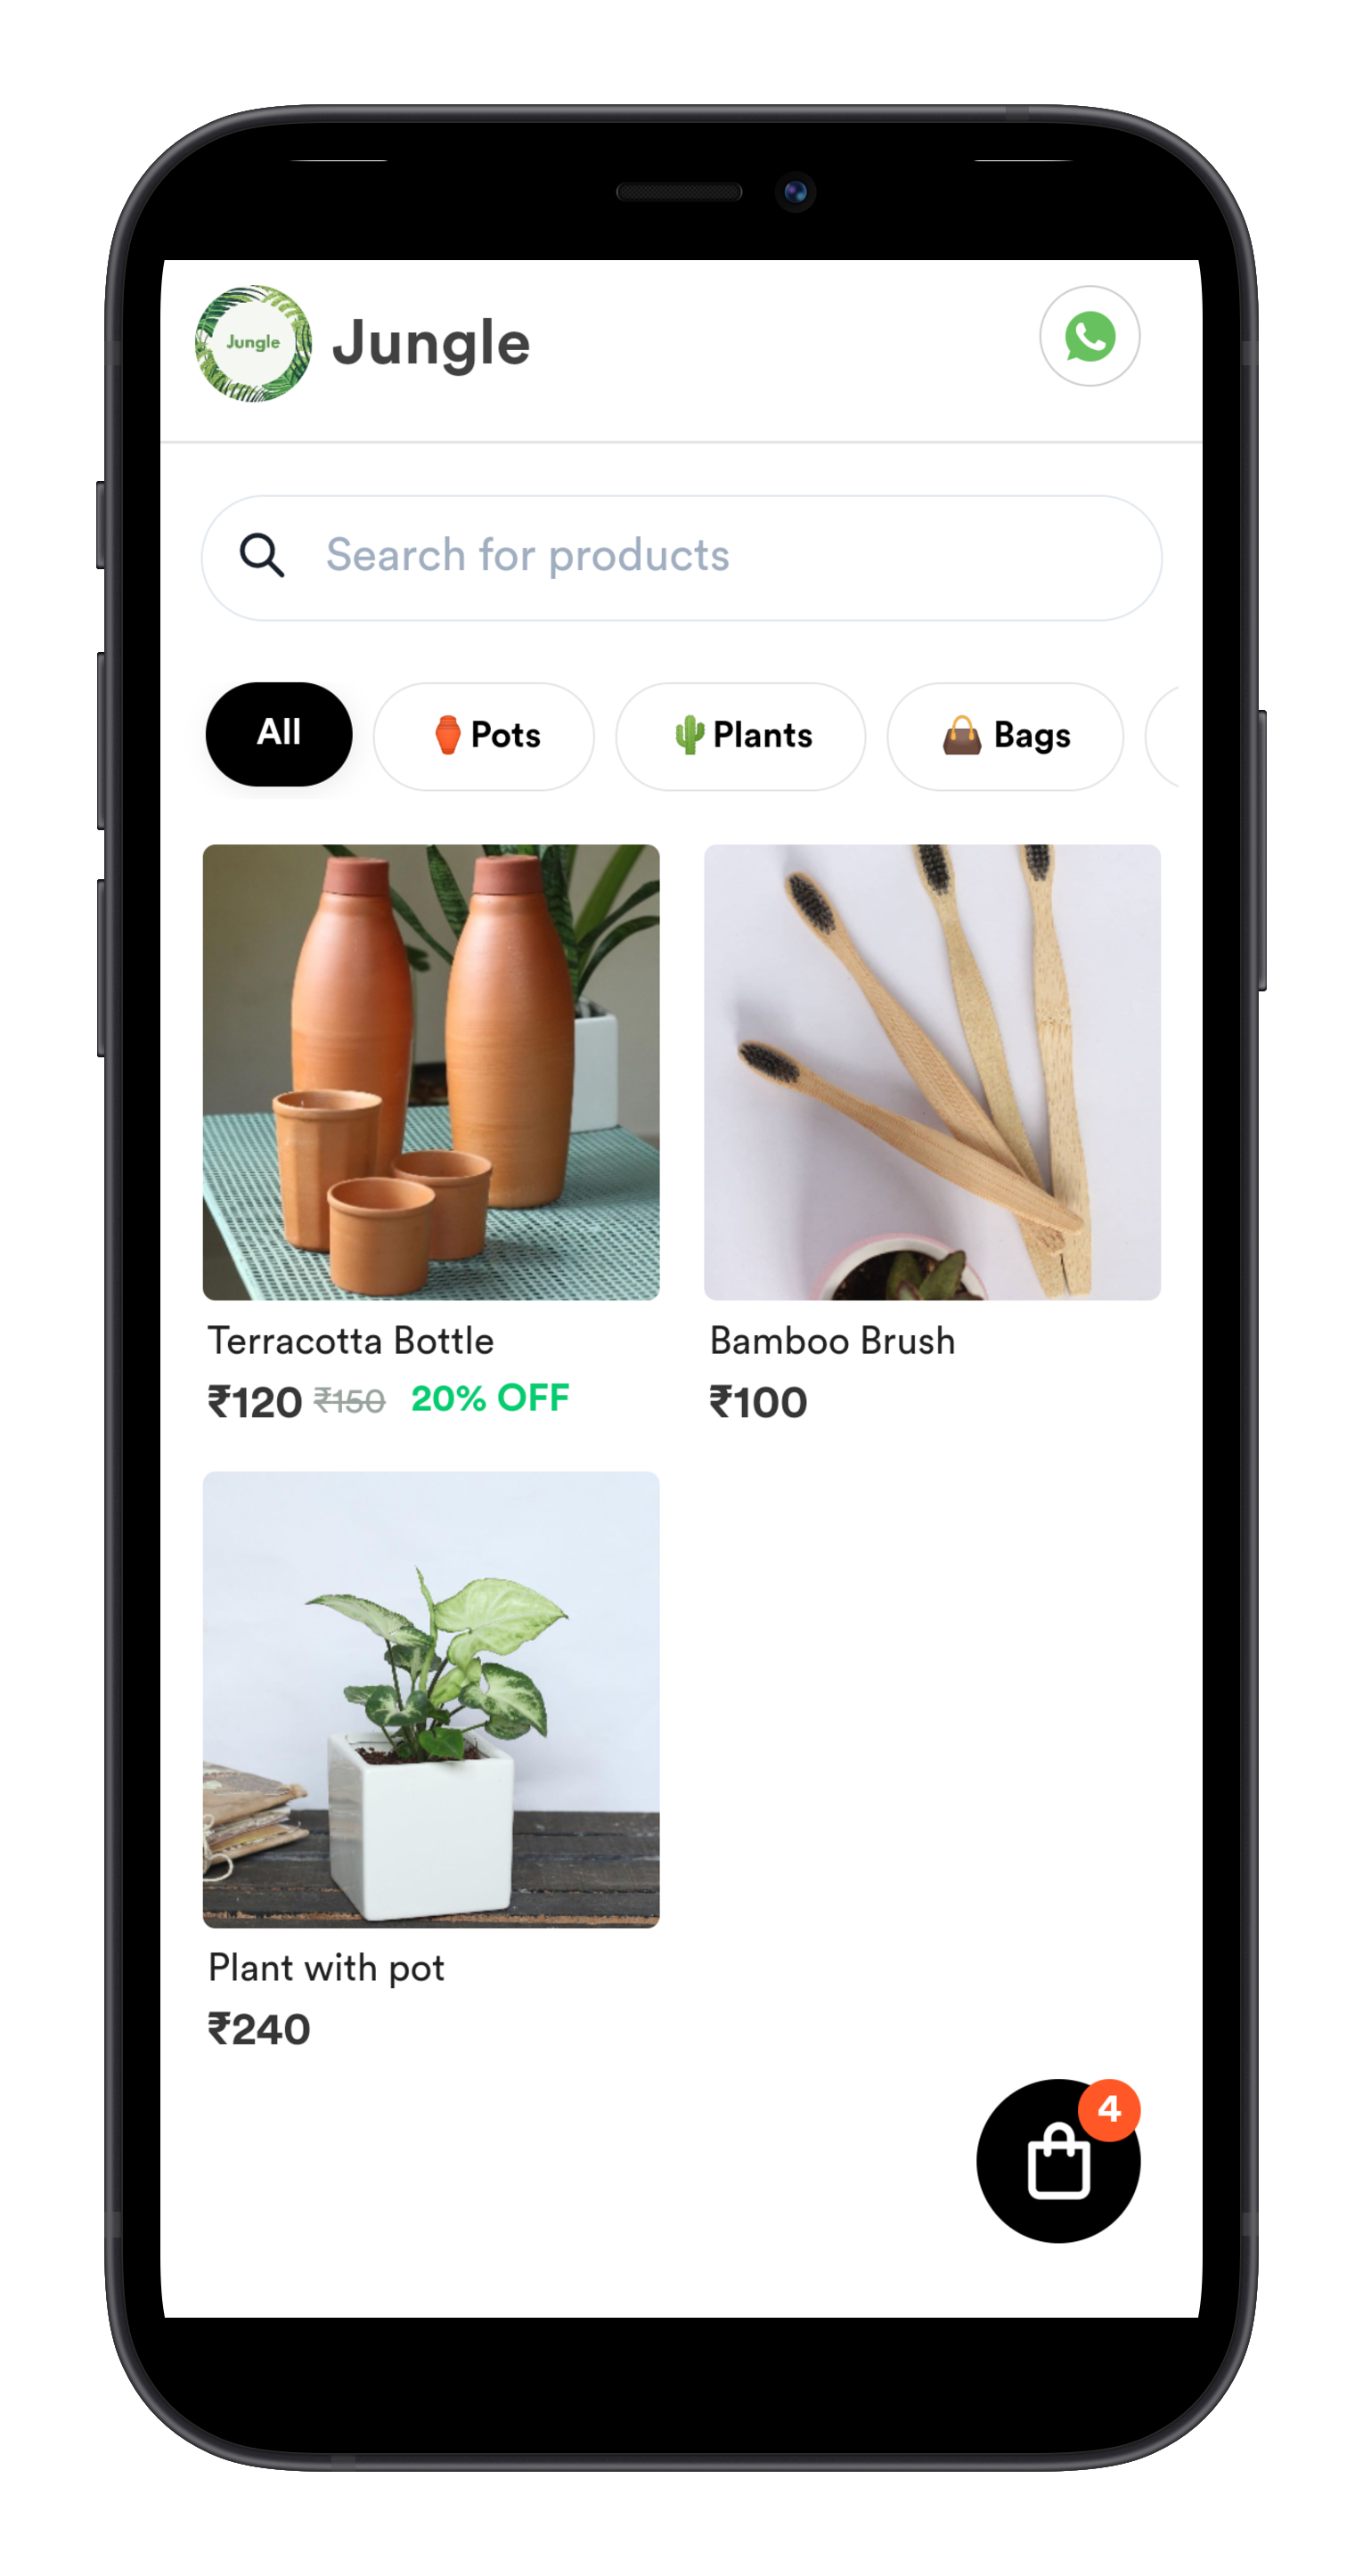 Jungle
Jungle
Search for products
All
Pots
Plants
Bags
Terracotta Bottle
₹120 ₹150 20% OFF
Bamboo Brush
₹100
Plant with pot
₹240
4